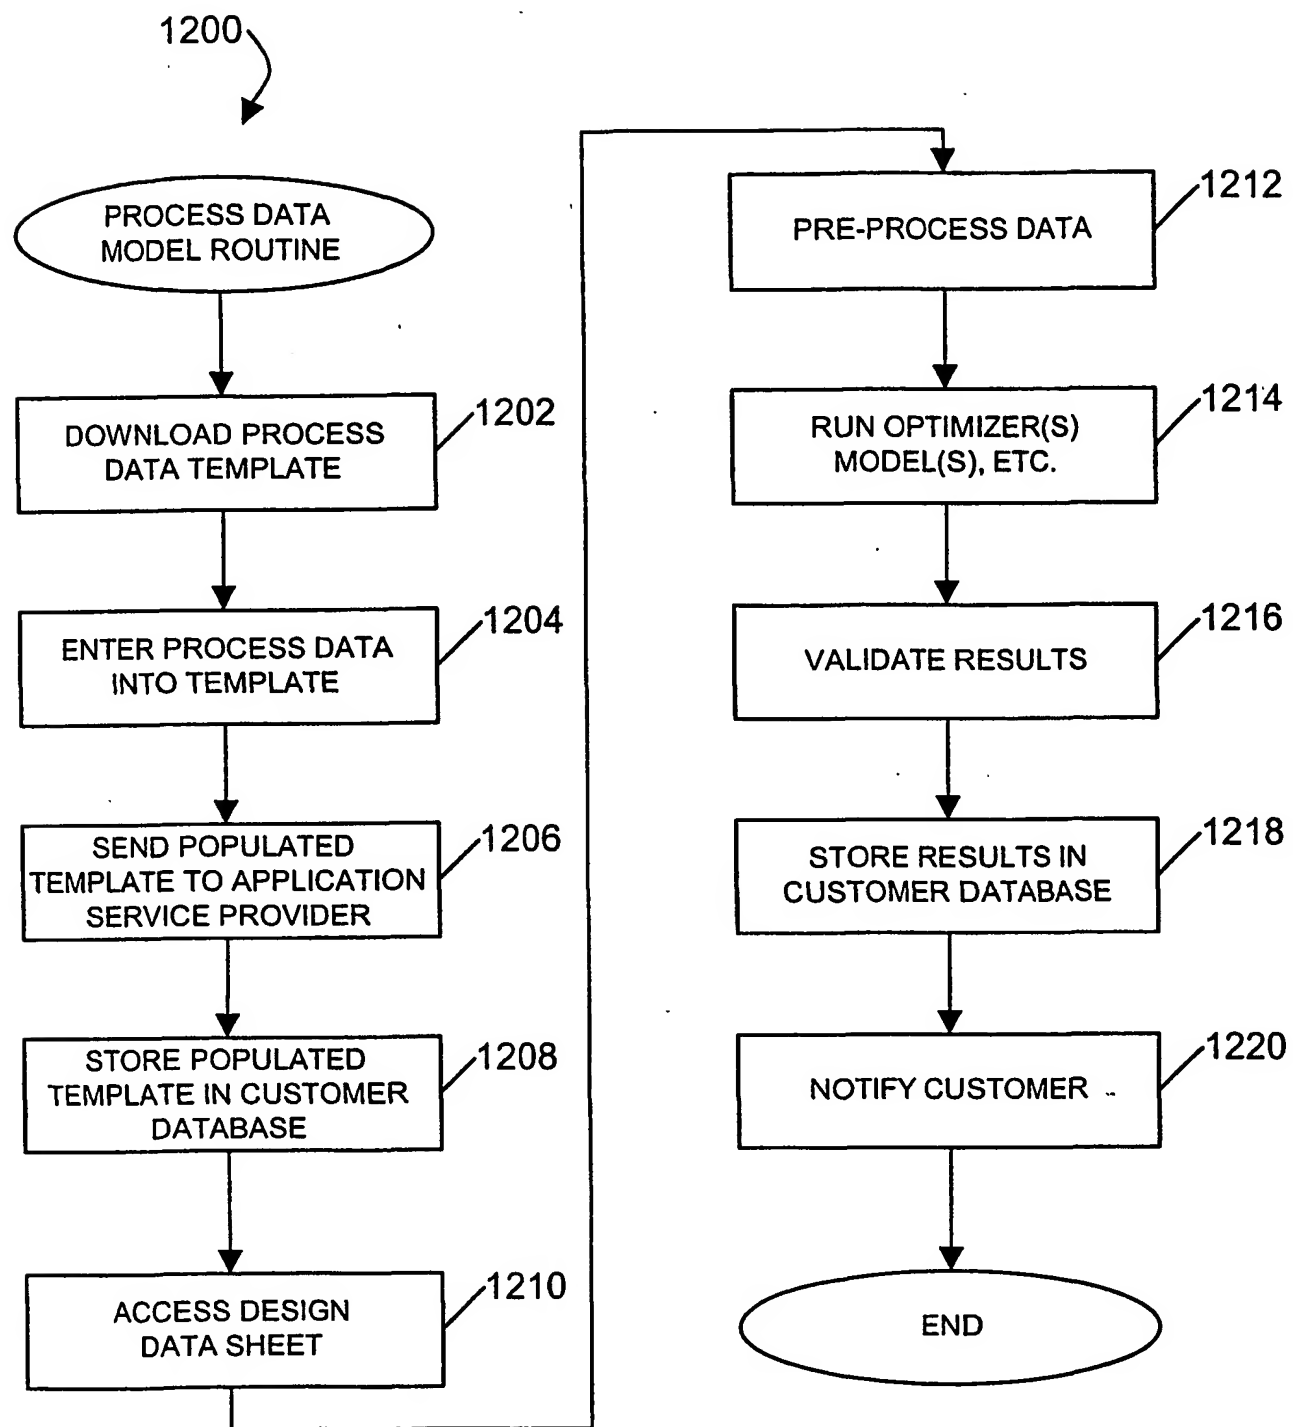 1200
PROCESS DATA
MODEL ROUTINE
DOWNLOAD PROCESS
DATA TEMPLATE
1202
ENTER PROCESS DATA
INTO TEMPLATE
1204
SEND POPULATED
TEMPLATE TO APPLICATION
SERVICE PROVIDER
1206
STORE POPULATED
TEMPLATE IN CUSTOMER
DATABASE
1208
ACCESS DESIGN
DATA SHEET
1210
PRE-PROCESS DATA
1212
RUN OPTIMIZER(S)
MODEL(S), ETC.
1214
VALIDATE RESULTS
1216
STORE RESULTS IN
CUSTOMER DATABASE
1218
NOTIFY CUSTOMER
1220
END